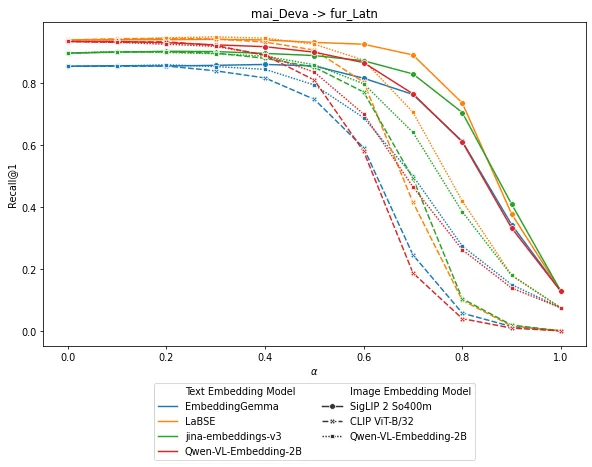 mai_Deva -> fur_Latn
Recall@1
0.8
0.6
0.4
0.2
0.0
0.0 0.2 0.4 0.6 0.8 1.0
α
Text Embedding Model
EmbeddingGemma
LaBSE
jina-embeddings-v3
Qwen-VL-Embedding-2B
Image Embedding Model
SigLIP 2 So400m
CLIP ViT-B/32
Qwen-VL-Embedding-2B